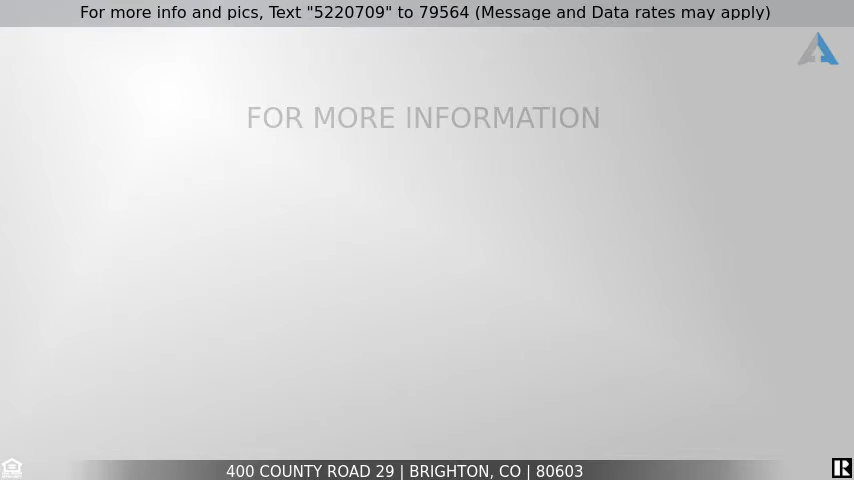 For more info and pics, Text "5220709" to 79564 (Message and Data rates may apply)
FOR MORE INFORMATION
400 COUNTY ROAD 29 | BRIGHTON, CO | 80603